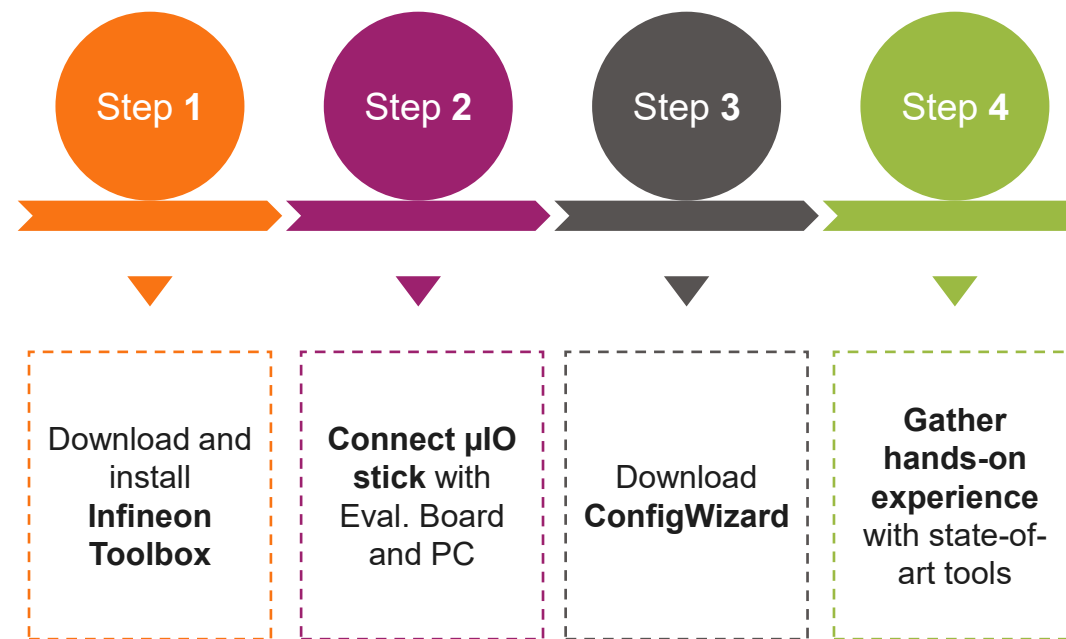 Step 1
Step 2
Step 3
Step 4
Download and
install
Infineon
Toolbox
Connect µIO
stick with
Eval. Board
and PC
Download
ConfigWizard
Gather
hands-on
experience
with state-of-
art tools